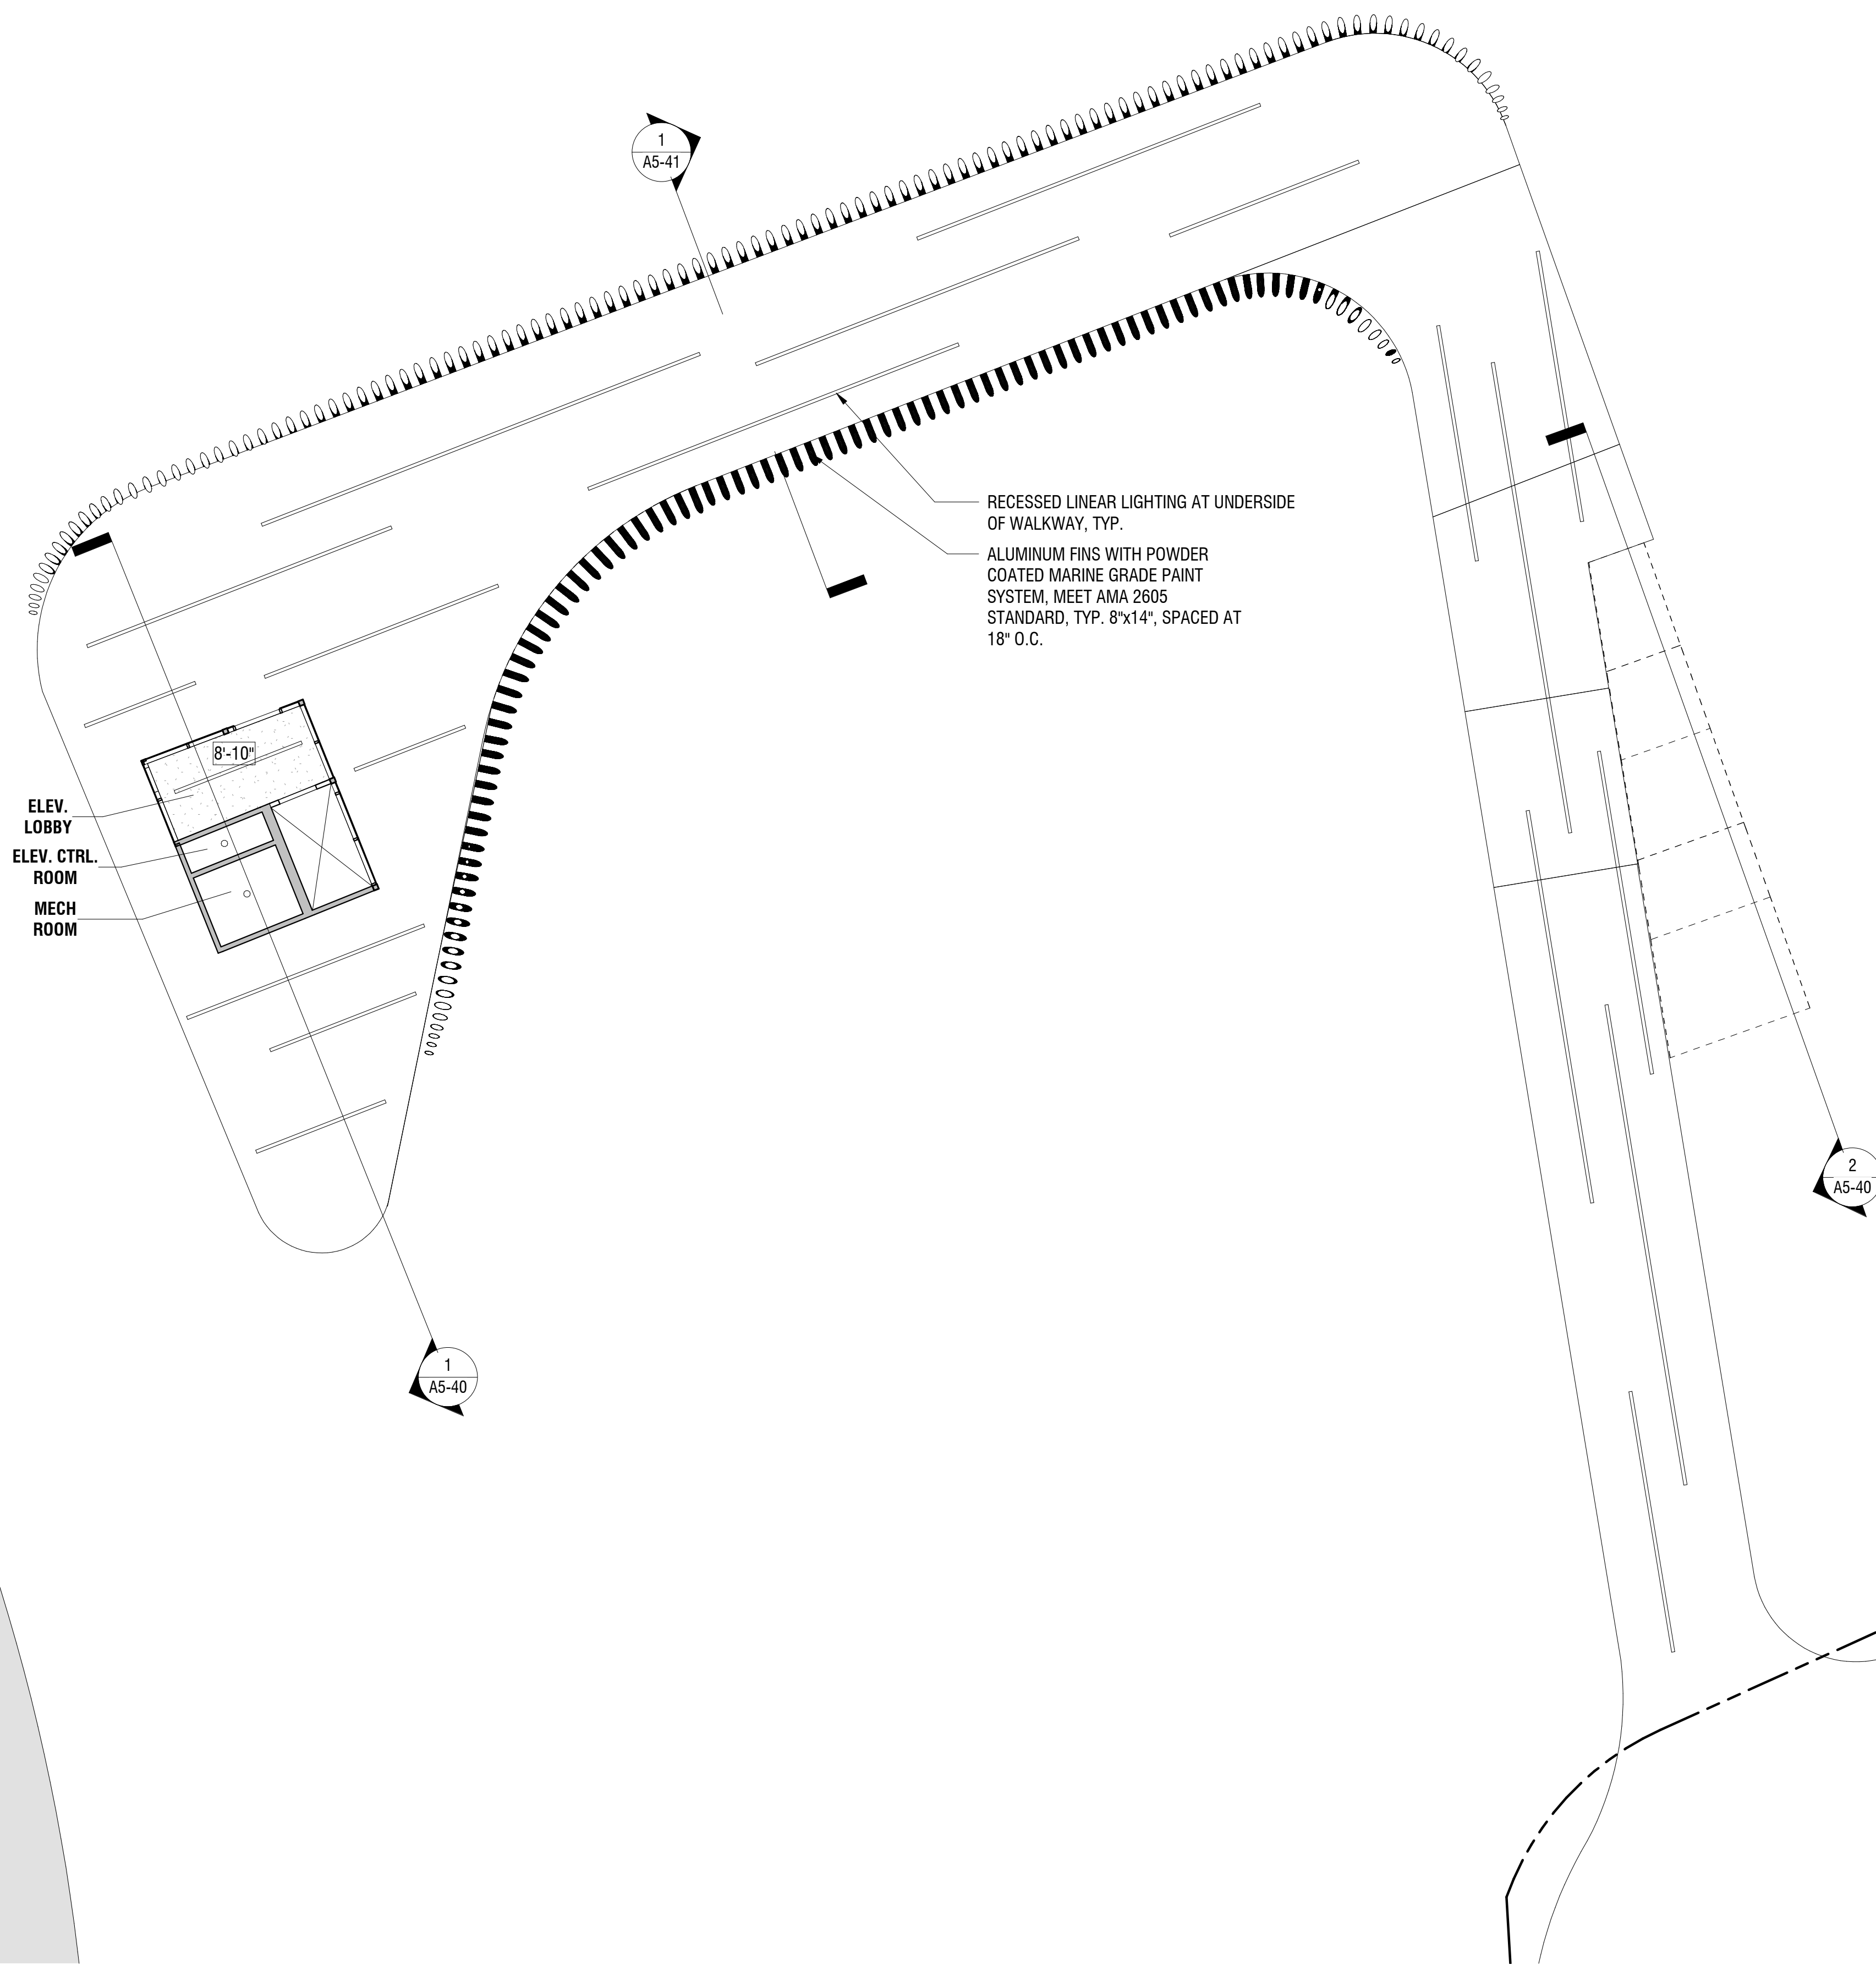 1
A5-41
RECESSED LINEAR LIGHTING AT UNDERSIDE
OF WALKWAY, TYP.
ALUMINUM FINS WITH POWDER
COATED MARINE GRADE PAINT
SYSTEM, MEET AMA 2605
STANDARD, TYP. 8"x14", SPACED AT
18" O.C.
8'-10"
ELEV.
LOBBY
ELEV. CTRL.
ROOM
MECH
ROOM
2
A5-40
1
A5-40